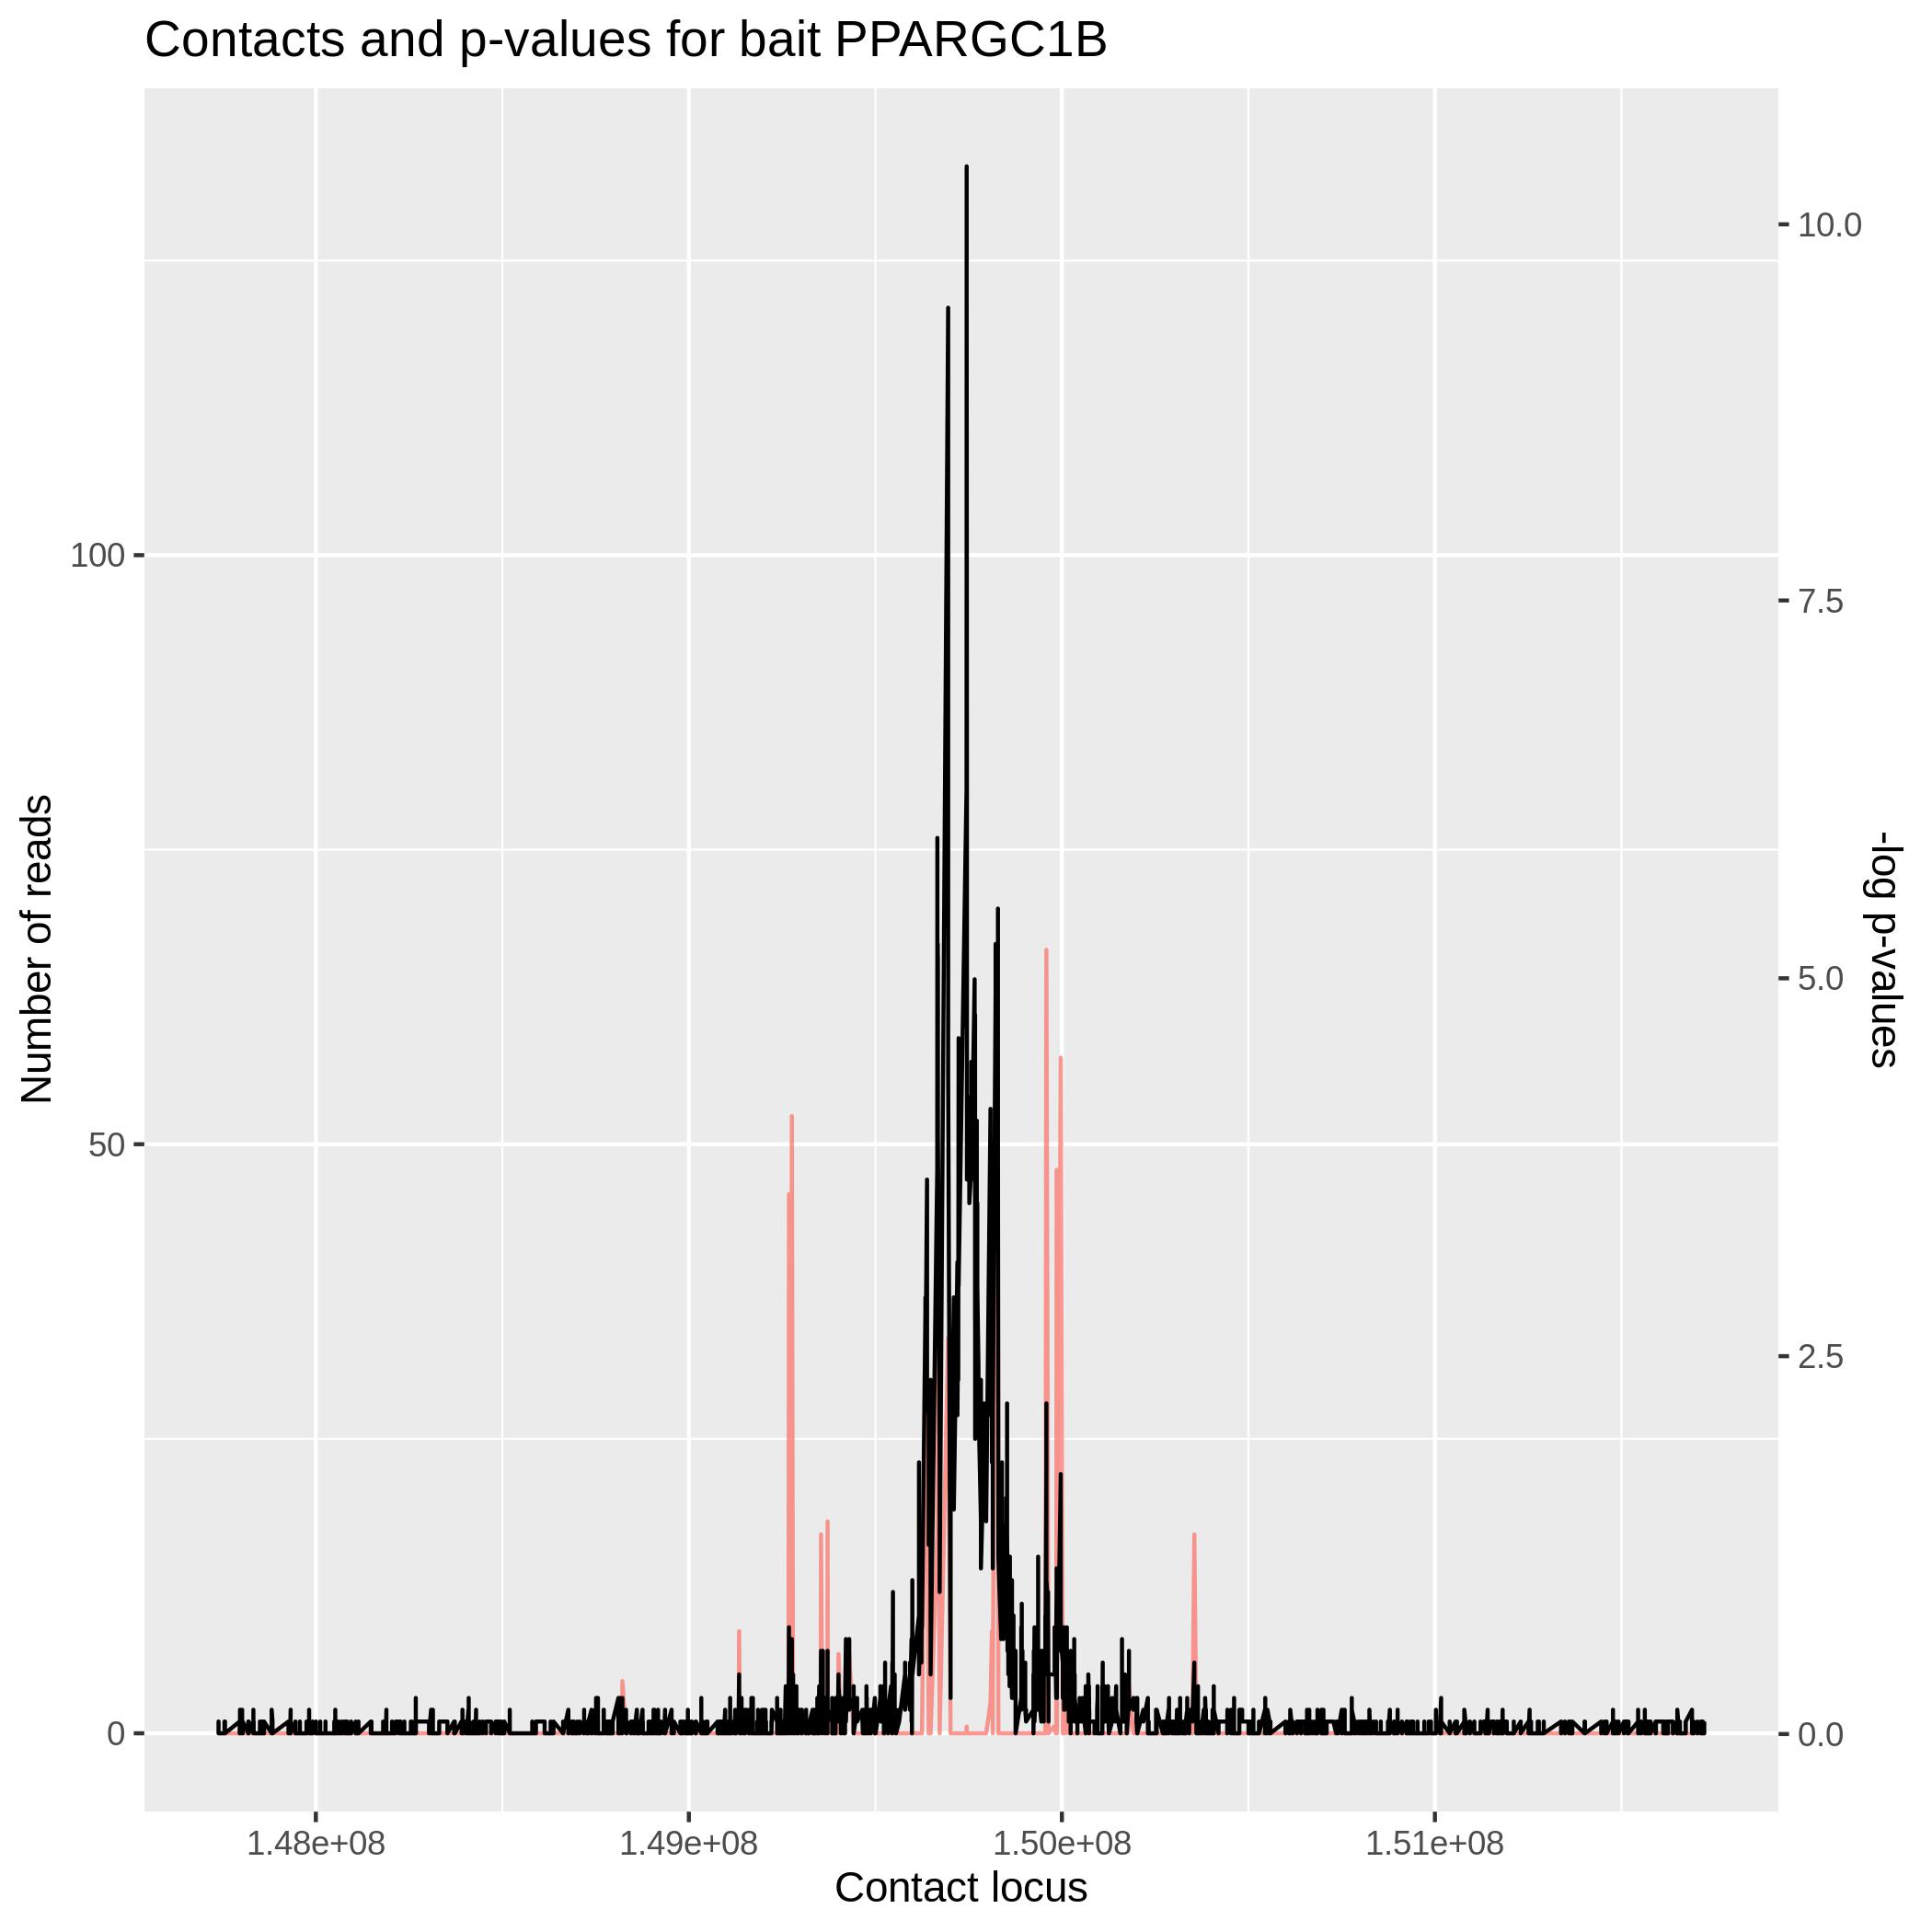 Contacts and p-values for bait PPARGC1B
Number of reads
100
50
0
10.0
7.5
5.0
2.5
0.0
-log p-values
1.48e+08
1.49e+08
1.50e+08
1.51e+08
Contact locus